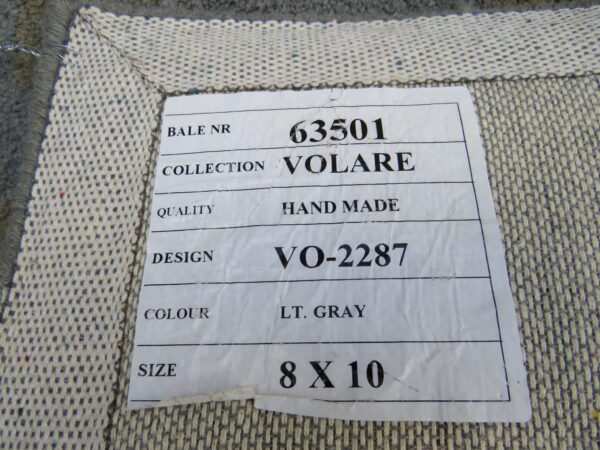 BALE NR 63501
COLLECTION VOLARE
QUALITY HAND MADE
DESIGN VO-2287
COLOUR LT. GRAY
SIZE 8 X 10